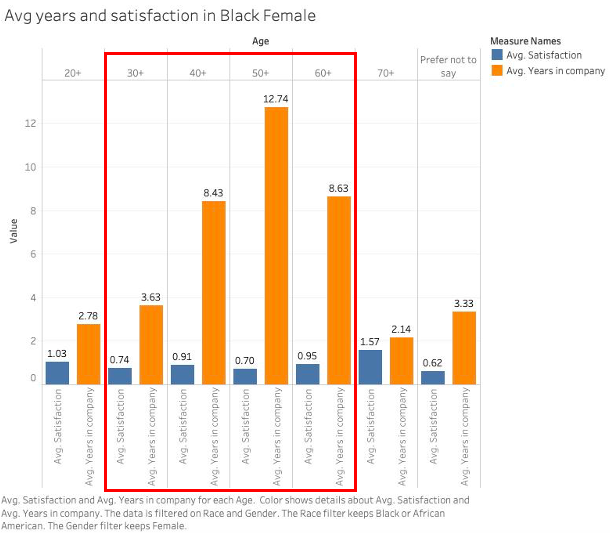 Avg years and satisfaction in Black Female
Age
Measure Names
Avg. Satisfaction
Avg. Years in company
20+ 30+ 40+ 50+ 60+ 70+ Prefer not to say
Value
12
10
8
6
4
2
0
1.03 2.78 0.74 3.63 0.91 8.43 0.70 12.74 0.95 8.63 1.57 2.14 0.62 3.33
Avg. Satisfaction Avg. Years in company Avg. Satisfaction Avg. Years in company Avg. Satisfaction Avg. Years in company Avg. Satisfaction Avg. Years in company Avg. Satisfaction Avg. Years in company Avg. Satisfaction Avg. Years in company Avg. Satisfaction Avg. Years in company
Avg. Satisfaction and Avg. Years in company for each Age. Color shows details about Avg. Satisfaction and
Avg. Years in company. The data is filtered on Race and Gender. The Race filter keeps Black or African
American. The Gender filter keeps Female.